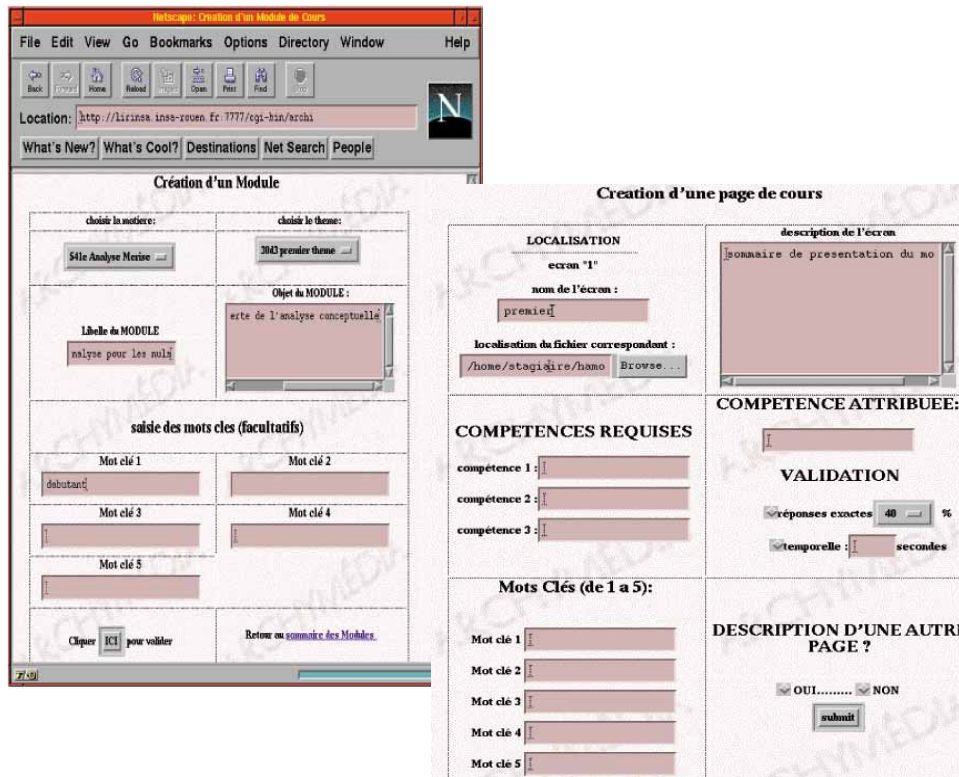 Netscape: Creation d'un Module de Cours
File Edit View Go Bookmarks Options Directory Window Help
Back Forward Home Reload Images Open Print Find Stop
Location: http://lirinsa.insa-rouen.fr:7777/cgi-bin/archi
N
What's New? What's Cool? Destinations Net Search People
Création d'un Module
choisir la matiere: choisir le theme:
541e Analyse Merise 3043 premier theme
Libelle du MODULE
nalyse pour les nuls
Objet du MODULE :
erte de l'analyse conceptuelle
saisie des mots cles (facultatifs)
Mot clé 1 Mot clé 2
debutant
Mot clé 3 Mot clé 4
Mot clé 5
Cliquer ICI pour valider
Retour au sommaire des Modules
Creation d'une page de cours
LOCALISATION
ecran "1"
nom de l'écran :
premier
localisation du fichier correspondant :
/home/stagiaire/hamo Browse...
description de l'écran
sommaire de presentation du mo
COMPETENCES REQUISES
compétence 1 :
compétence 2 :
compétence 3 :
COMPETENCE ATTRIBUEE:
VALIDATION
réponses exactes 40 %
temporelle : secondes
Mots Clés (de 1 a 5):
Mot clé 1
Mot clé 2
Mot clé 3
Mot clé 4
Mot clé 5
DESCRIPTION D'UNE AUTRE
PAGE ?
OUI......... NON
submit
ARCHYMÉDIA